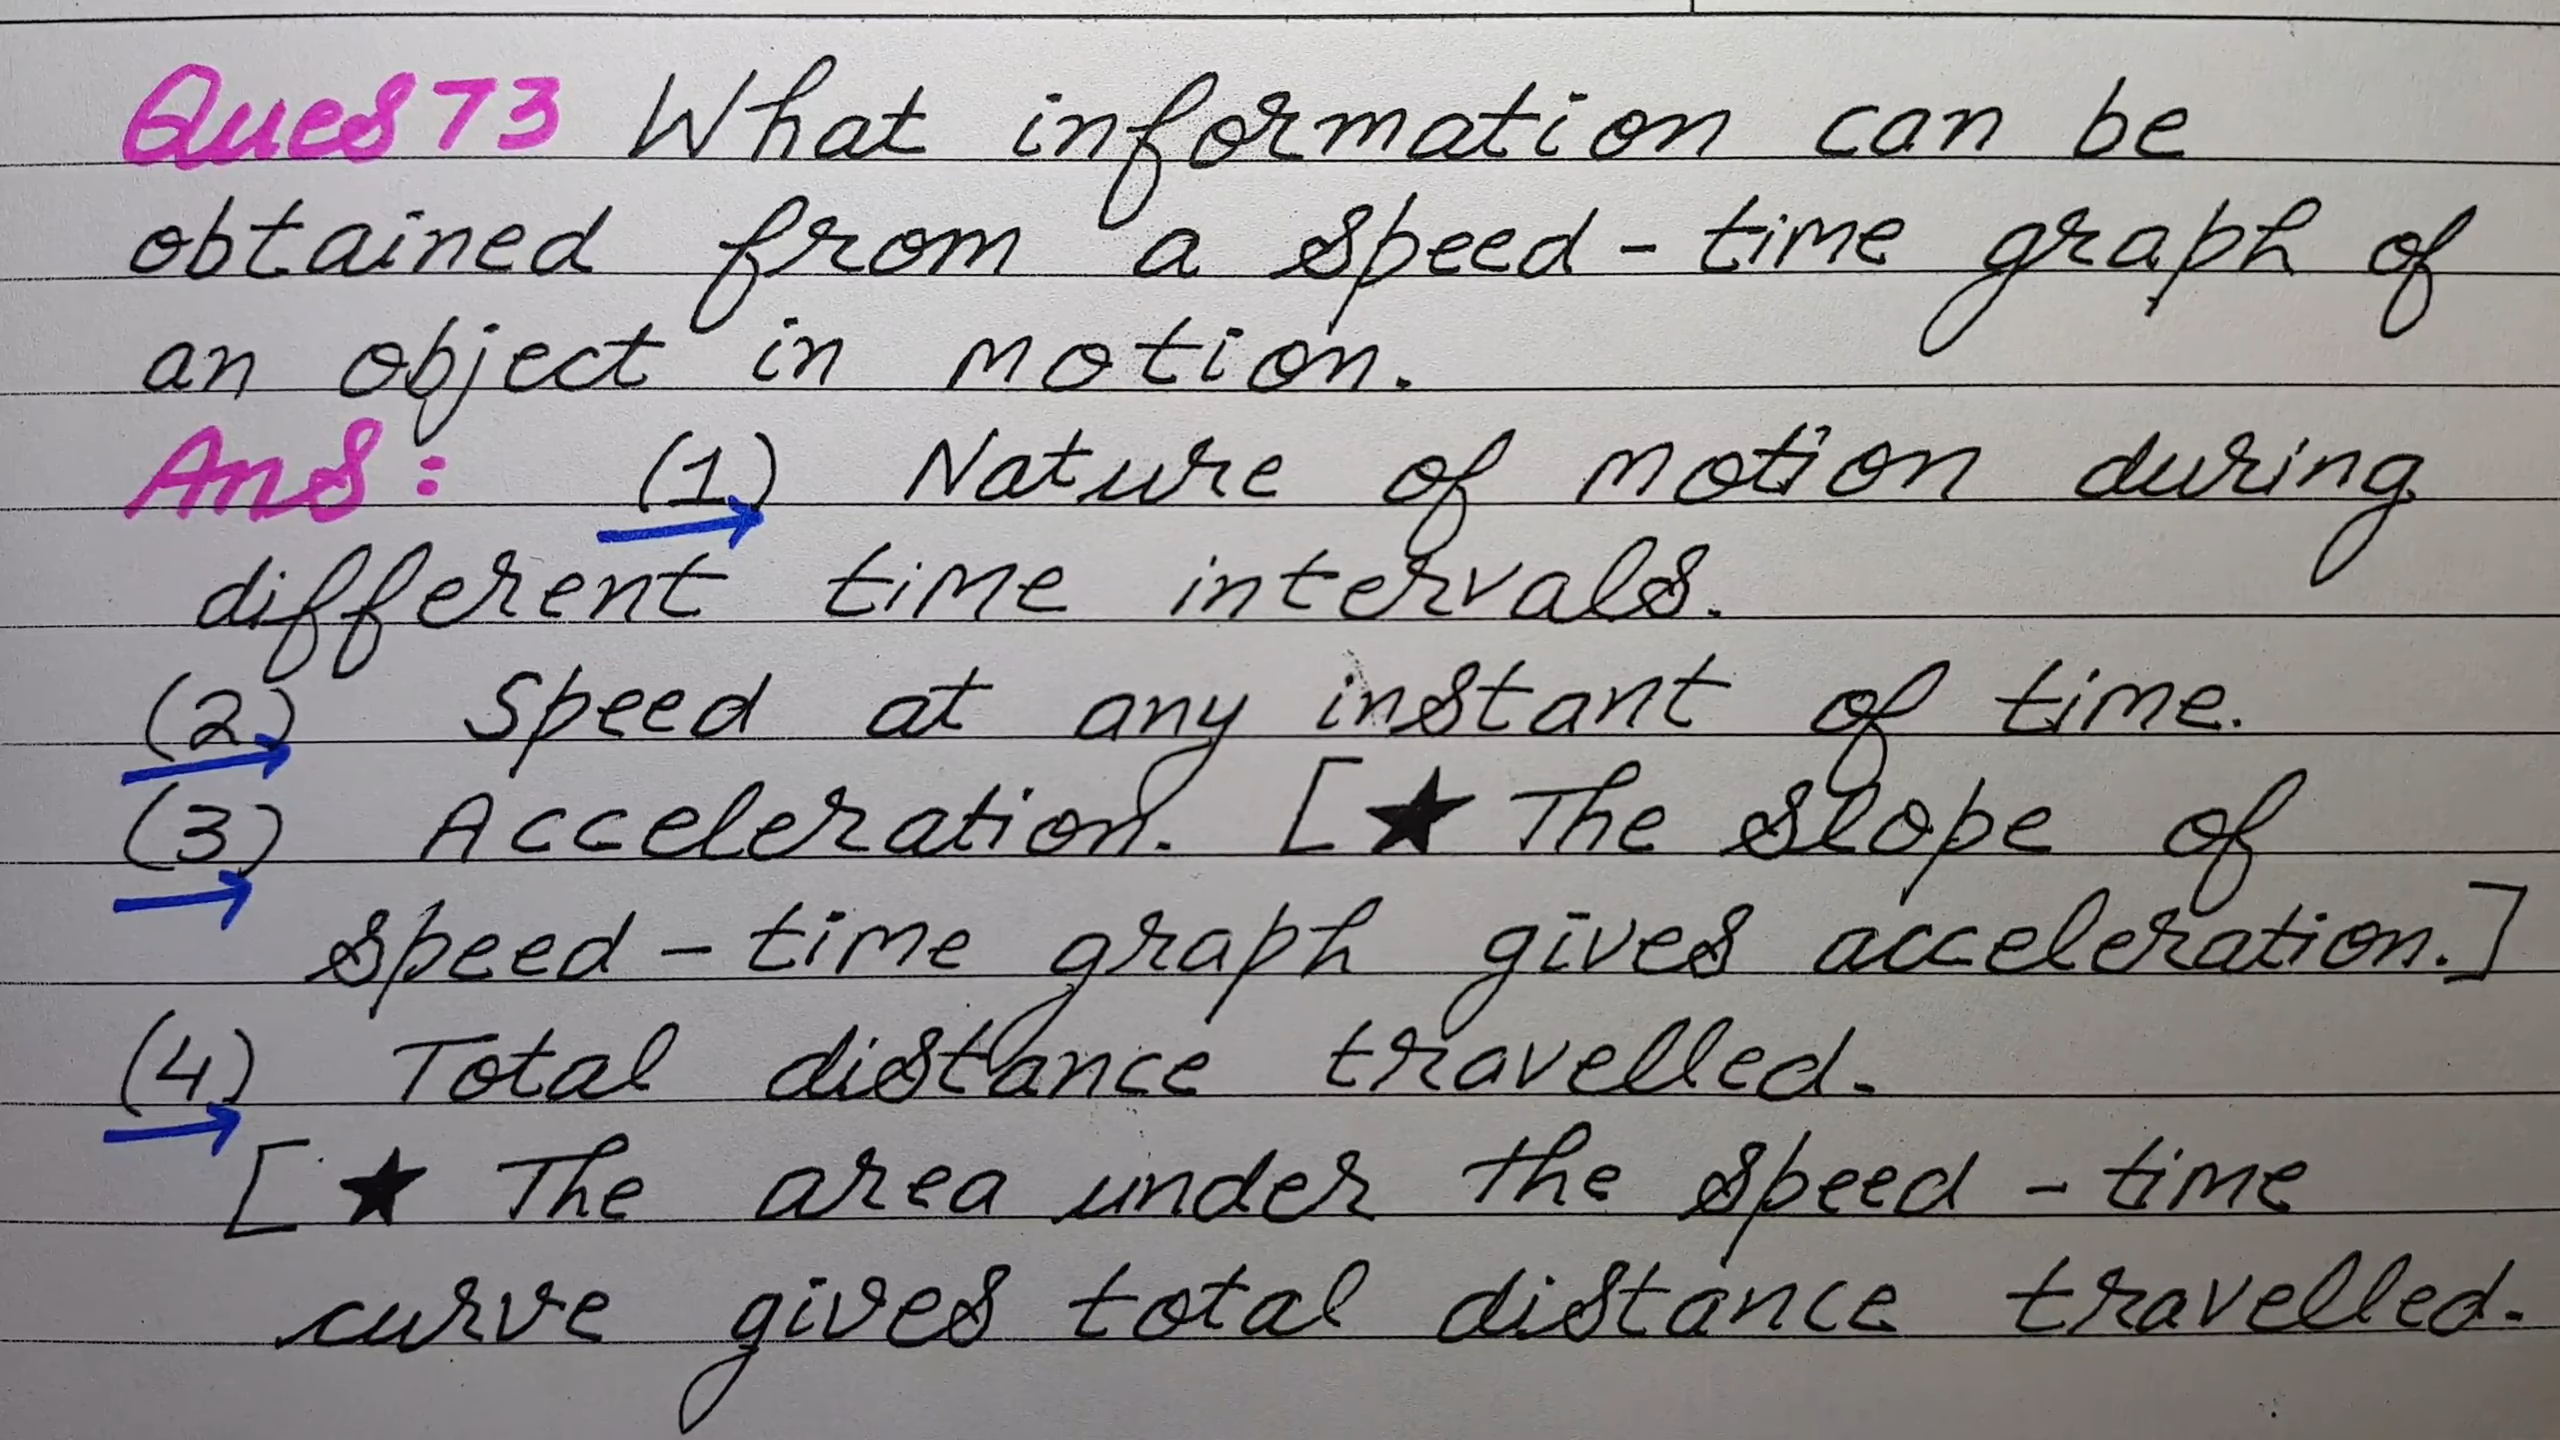 Ques 73 What information can be
obtained from a speed - time graph of
an object in motion.
Ans : (1) Nature of motion during
different time intervals.
(2) Speed at any instant of time.
(3) Acceleration. [★ The slope of
speed - time graph gives acceleration.]
(4) Total distance travelled.
[★ The area under the speed - time
curve gives total distance travelled.